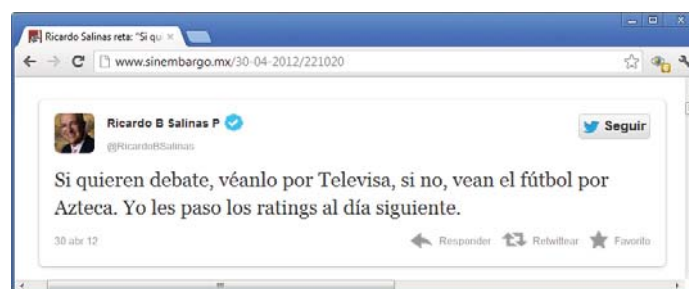 Ricardo Salinas reta: "Si qu
www.sinembargo.mx/30-04-2012/221020
Ricardo B Salinas P
@RicardoBSalinas
Seguir
Si quieren debate, véanlo por Televisa, si no, vean el fútbol por
Azteca. Yo les paso los ratings al día siguiente.
30 abr 12
Responder Retwittear Favorito